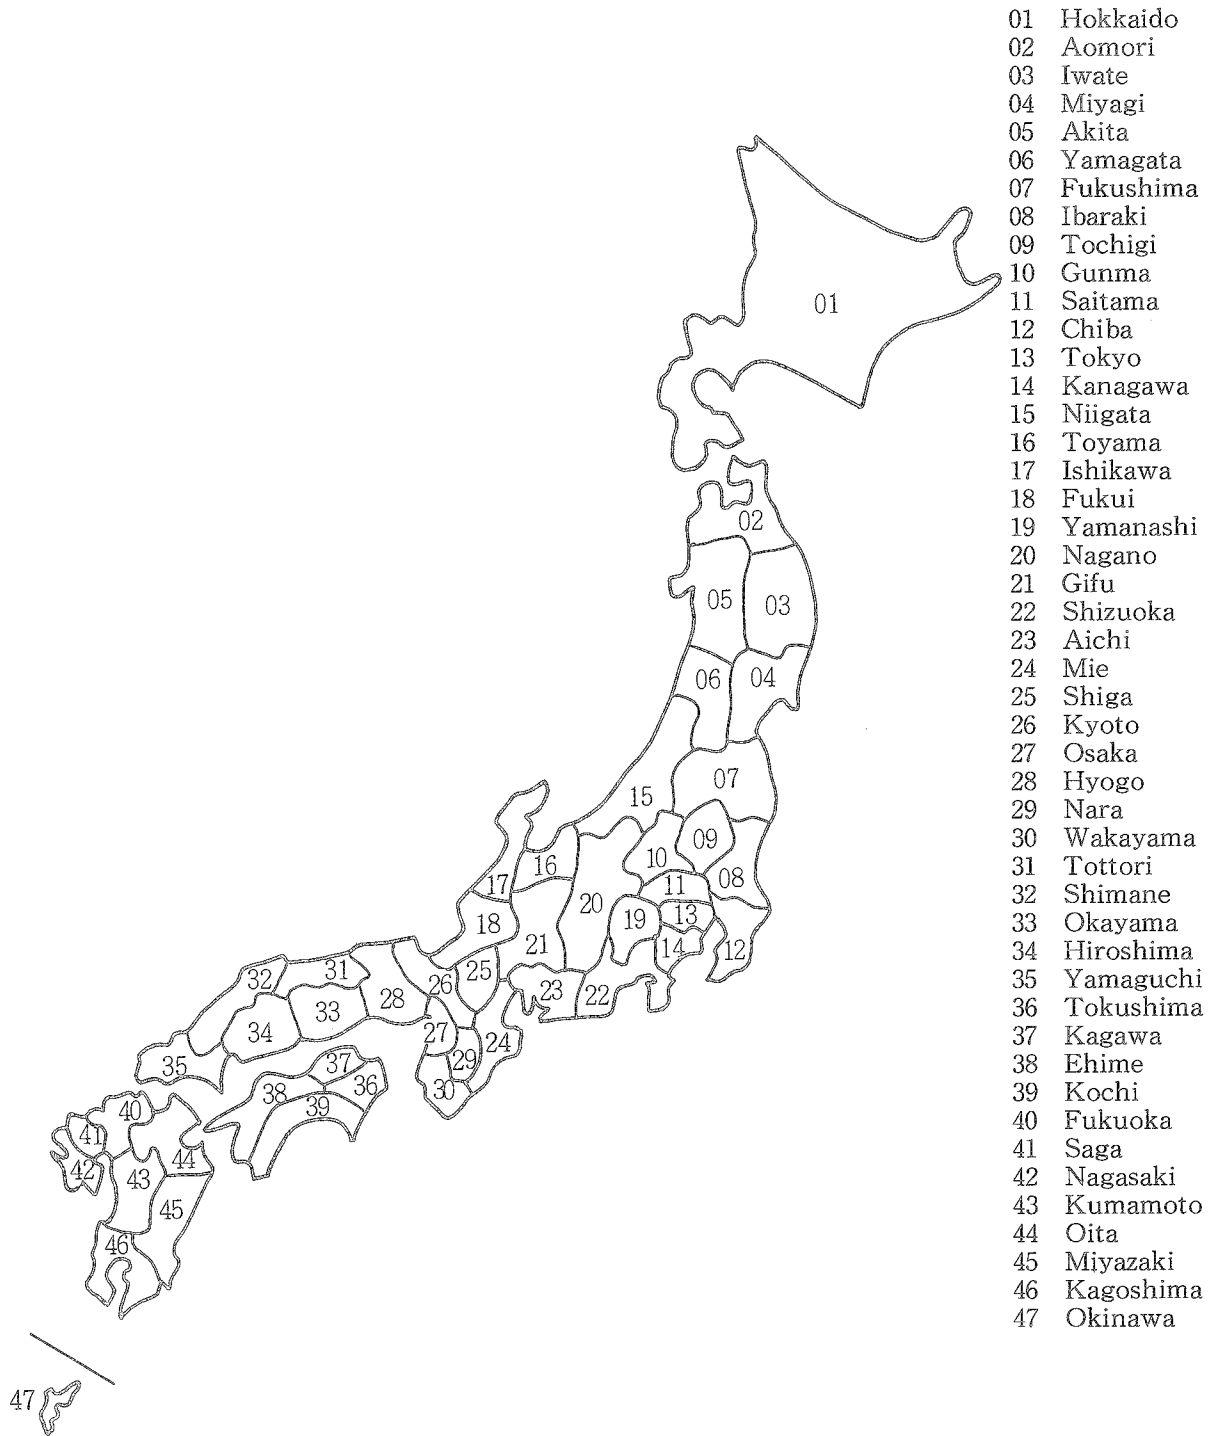 01 Hokkaido
02 Aomori
03 Iwate
04 Miyagi
05 Akita
06 Yamagata
07 Fukushima
08 Ibaraki
09 Tochigi
10 Gunma
11 Saitama
12 Chiba
13 Tokyo
14 Kanagawa
15 Niigata
16 Toyama
17 Ishikawa
18 Fukui
19 Yamanashi
20 Nagano
21 Gifu
22 Shizuoka
23 Aichi
24 Mie
25 Shiga
26 Kyoto
27 Osaka
28 Hyogo
29 Nara
30 Wakayama
31 Tottori
32 Shimane
33 Okayama
34 Hiroshima
35 Yamaguchi
36 Tokushima
37 Kagawa
38 Ehime
39 Kochi
40 Fukuoka
41 Saga
42 Nagasaki
43 Kumamoto
44 Oita
45 Miyazaki
46 Kagoshima
47 Okinawa
01
02
05
03
06
04
07
15
09
10
16
08
17
11
20
13
18
19
21
14
12
31
25
32
26
28
23
22
33
34
27
24
37
29
35
36
30
38
39
40
41
44
42
43
45
46
47